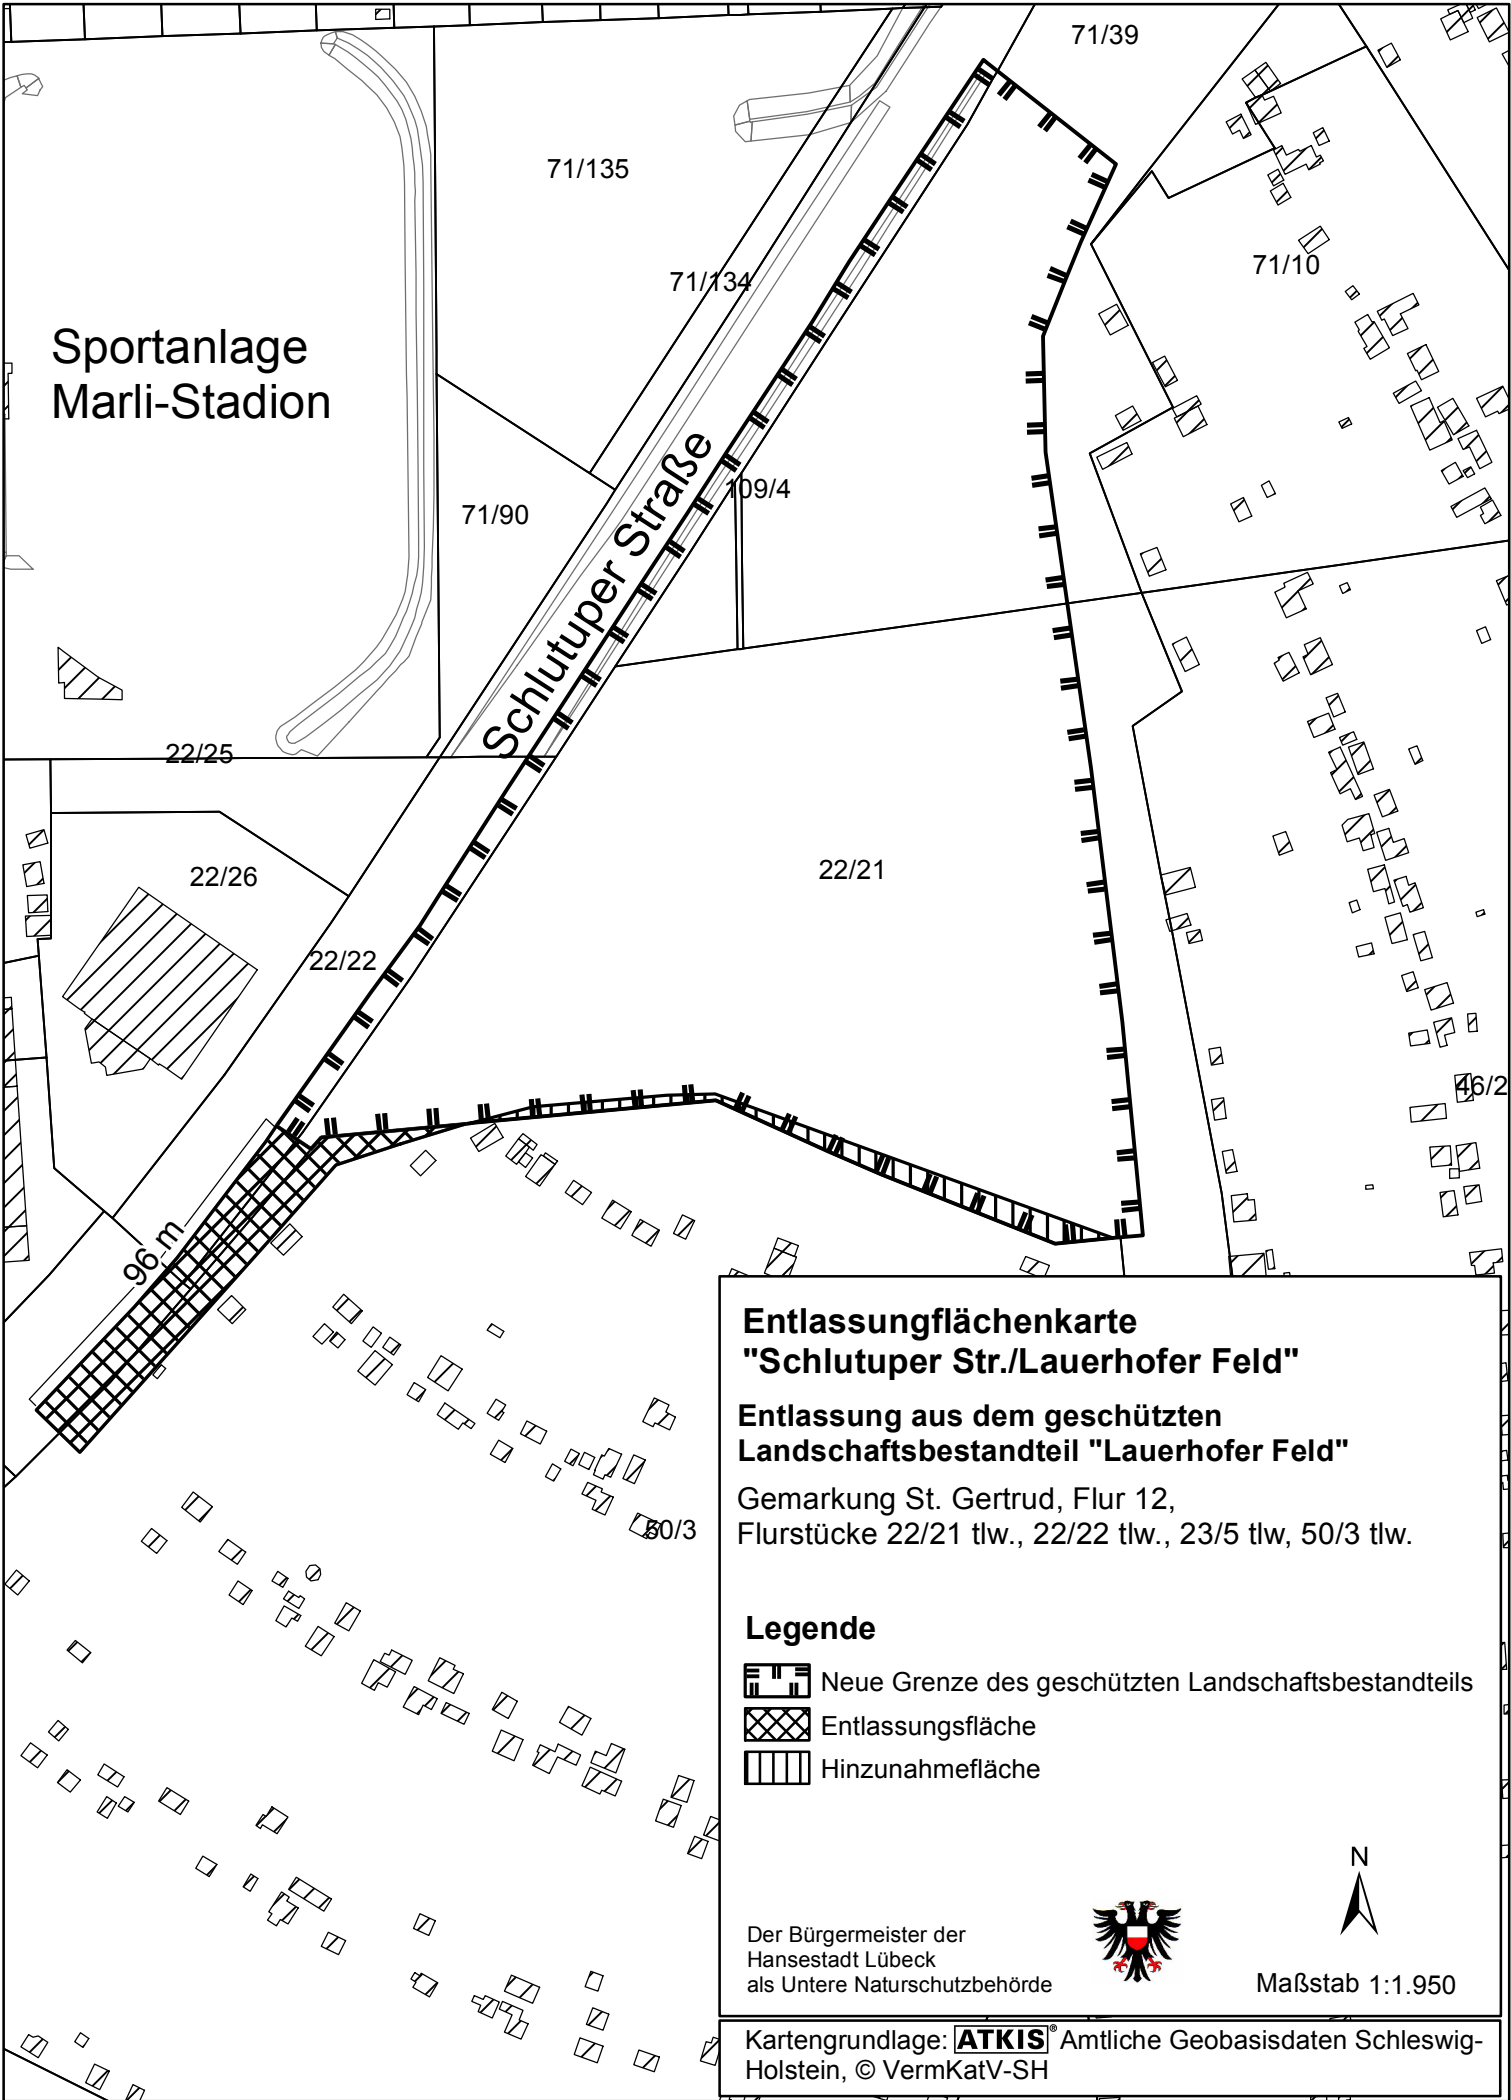 71/39
71/135
71/10
71/134
Sportanlage
Marli-Stadion
Schlutuper Straße
109/4
71/90
22/25
22/26
22/21
22/22
46/2
96 m
50/3
Entlassungflächenkarte
"Schlutuper Str./Lauerhofer Feld"
Entlassung aus dem geschützten
Landschaftsbestandteil "Lauerhofer Feld"
Gemarkung St. Gertrud, Flur 12,
Flurstücke 22/21 tlw., 22/22 tlw., 23/5 tlw, 50/3 tlw.
Legende
Neue Grenze des geschützten Landschaftsbestandteils
Entlassungsfläche
Hinzunahmefläche
N
Der Bürgermeister der
Hansestadt Lübeck
als Untere Naturschutzbehörde
Maßstab 1:1.950
Kartengrundlage: ATKIS® Amtliche Geobasisdaten Schleswig-
Holstein, © VermKatV-SH